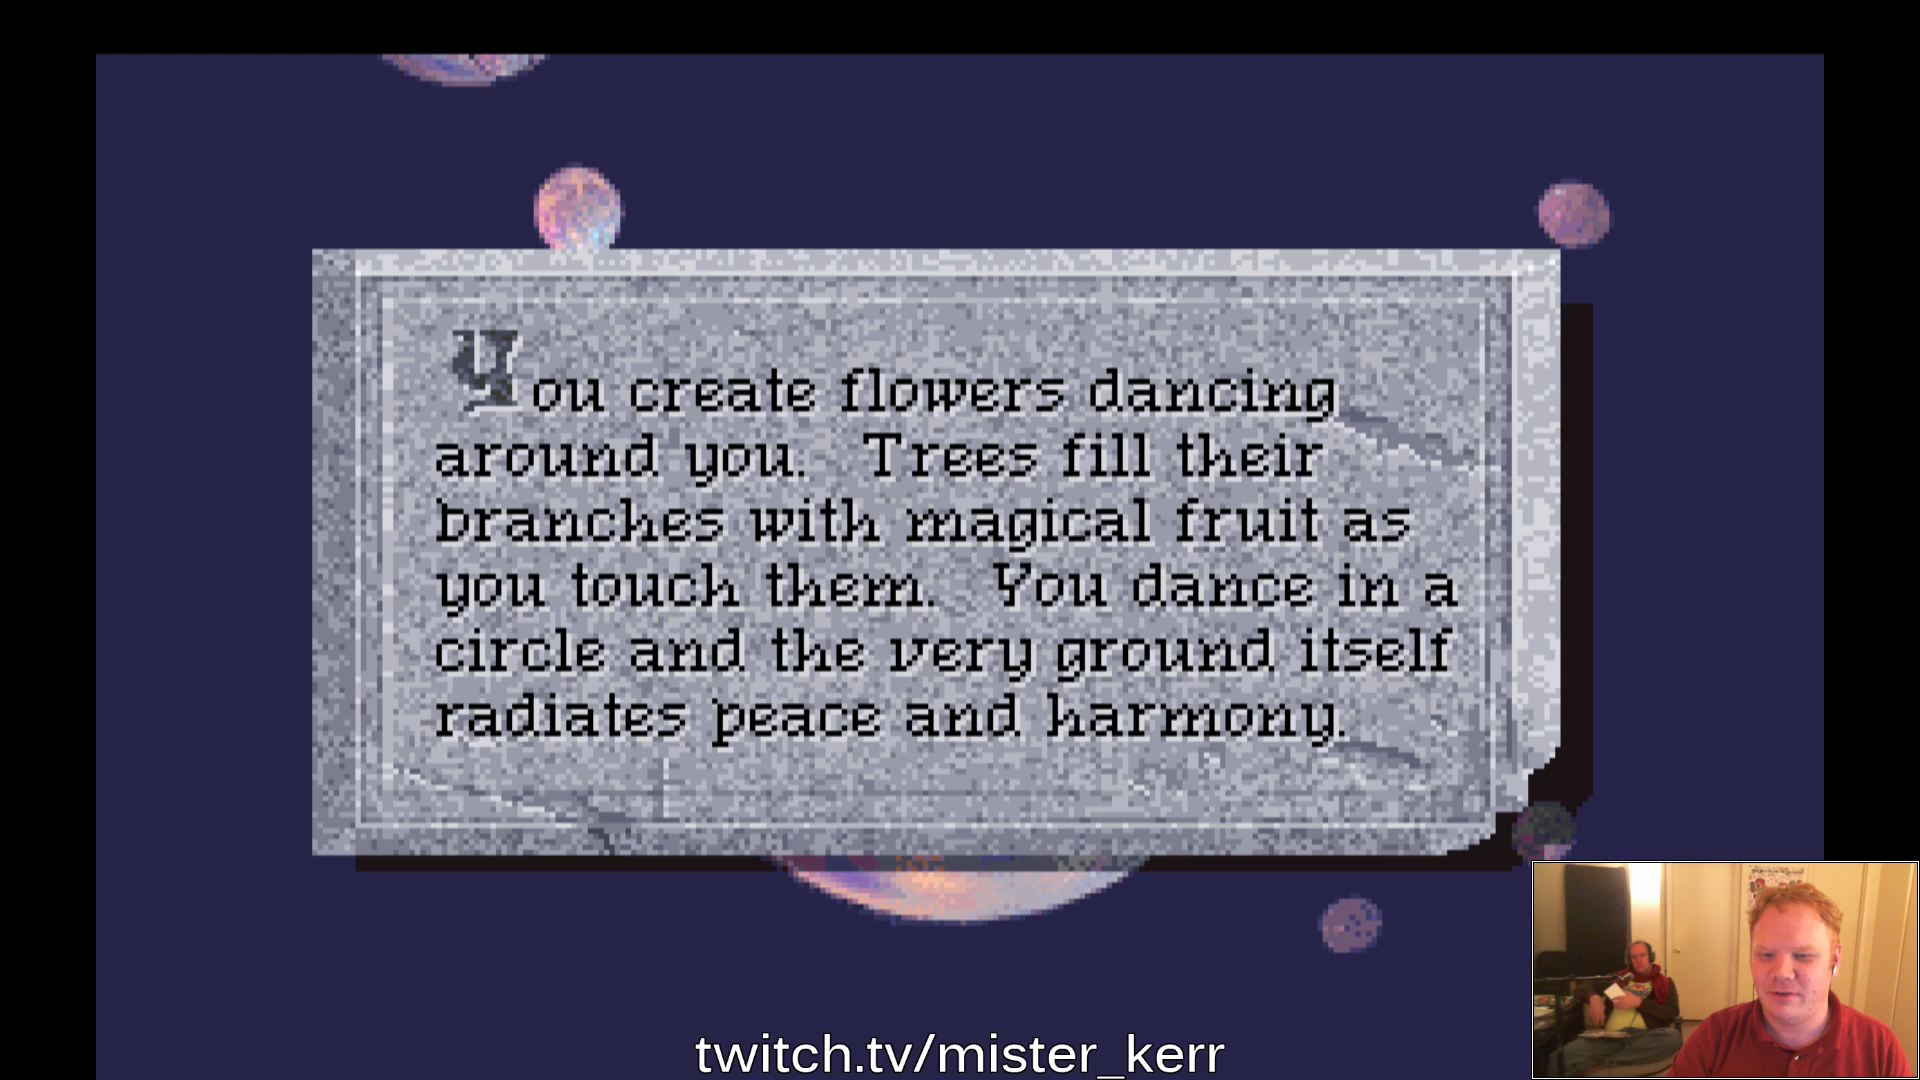 You create flowers dancing
around you. Trees fill their
branches with magical fruit as
you touch them. You dance in a
circle and the very ground itself
radiates peace and harmony.
twitch.tv/mister_kerr